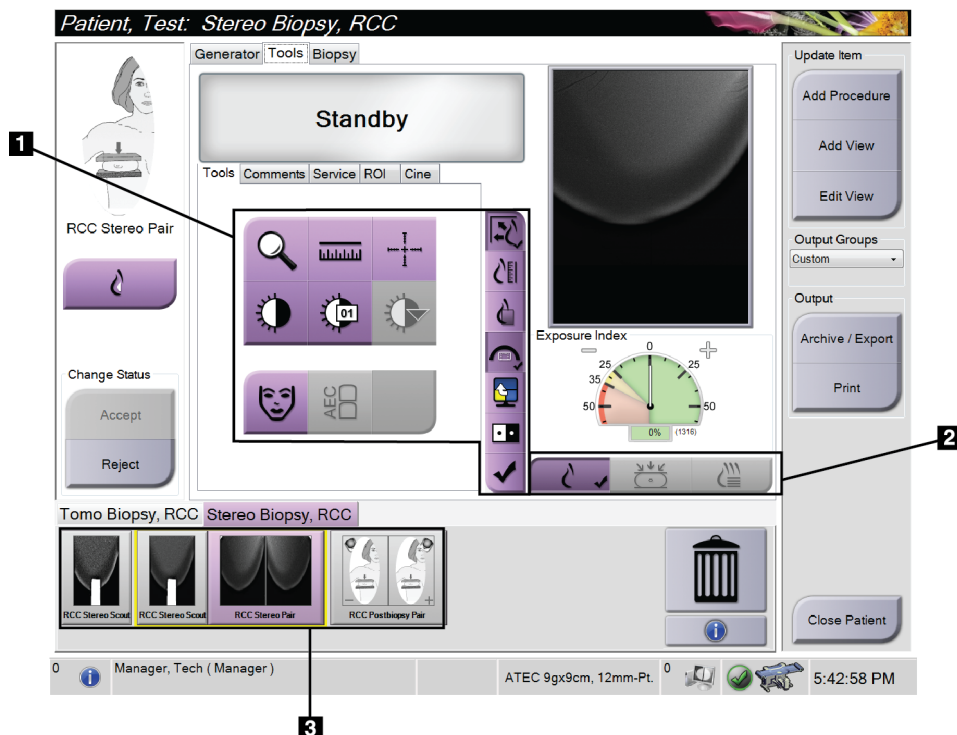 Patient, Test: Stereo Biopsy, RCC
Generator Tools Biopsy
Standby
Tools Comments Service ROI Cine
1
RCC Stereo Pair
01
AEC
Change Status
Accept
Reject
Exposure Index
0
25
25
35
50
50
0%
(1316)
2
Update Item
Add Procedure
Add View
Edit View
Output Groups
Custom
Output
Archive / Export
Print
Tomo Biopsy, RCC Stereo Biopsy, RCC
RCC Stereo Scout
RCC Stereo Scout
RCC Stereo Pair
RCC Postbiopsy Pair
Close Patient
0
Manager, Tech ( Manager )
ATEC 9gx9cm, 12mm-Pt.
0
5:42:58 PM
3